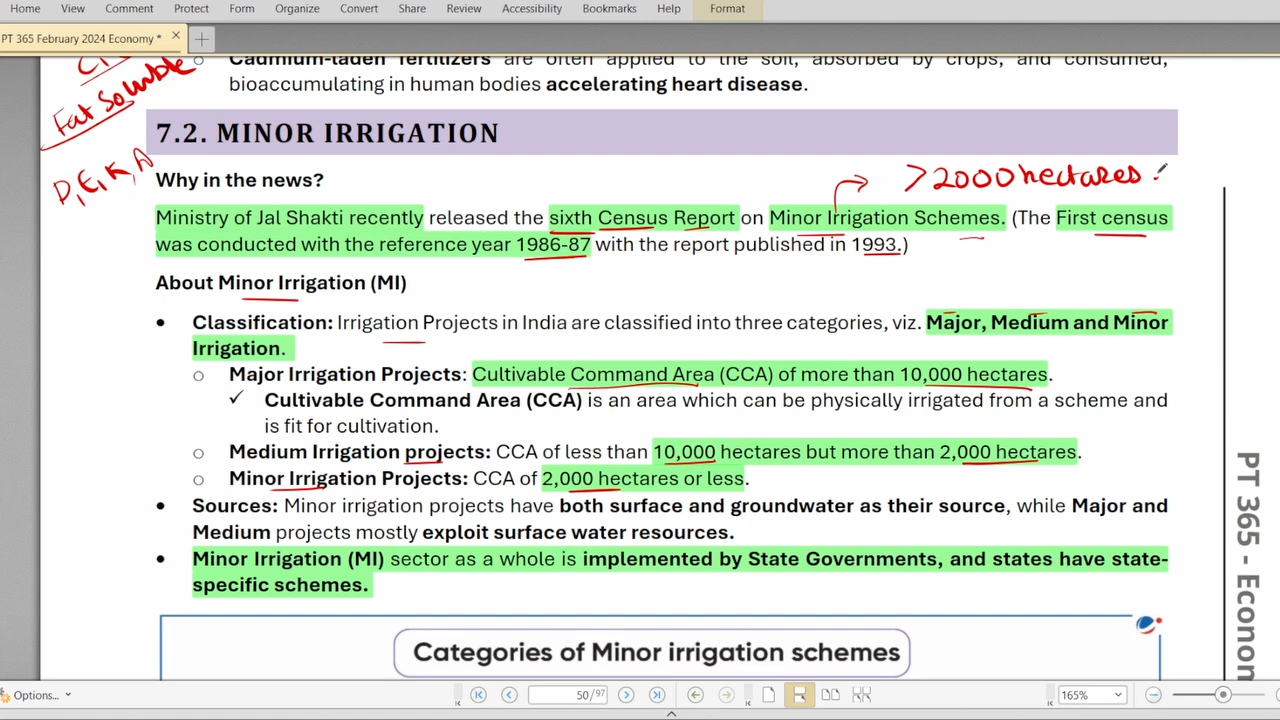 Home View Comment Protect Form Organize Convert Share Review Accessibility Bookmarks Help Format
PT 365 February 2024 Economy *
Fat Soluble
D, E, K, A
Cadmium-laden fertilizers are often applied to the soil, absorbed by crops, and consumed,
bioaccumulating in human bodies accelerating heart disease.
7.2. MINOR IRRIGATION
Why in the news?
>2000 hectares
Ministry of Jal Shakti recently released the sixth Census Report on Minor Irrigation Schemes. (The First census
was conducted with the reference year 1986-87 with the report published in 1993.)
About Minor Irrigation (MI)
• Classification: Irrigation Projects in India are classified into three categories, viz. Major, Medium and Minor
Irrigation.
o Major Irrigation Projects: Cultivable Command Area (CCA) of more than 10,000 hectares.
✓ Cultivable Command Area (CCA) is an area which can be physically irrigated from a scheme and
is fit for cultivation.
o Medium Irrigation projects: CCA of less than 10,000 hectares but more than 2,000 hectares.
o Minor Irrigation Projects: CCA of 2,000 hectares or less.
• Sources: Minor irrigation projects have both surface and groundwater as their source, while Major and
Medium projects mostly exploit surface water resources.
• Minor Irrigation (MI) sector as a whole is implemented by State Governments, and states have state-
specific schemes.
Categories of Minor irrigation schemes
PT 365 - Econon
Options...
50/97
165%